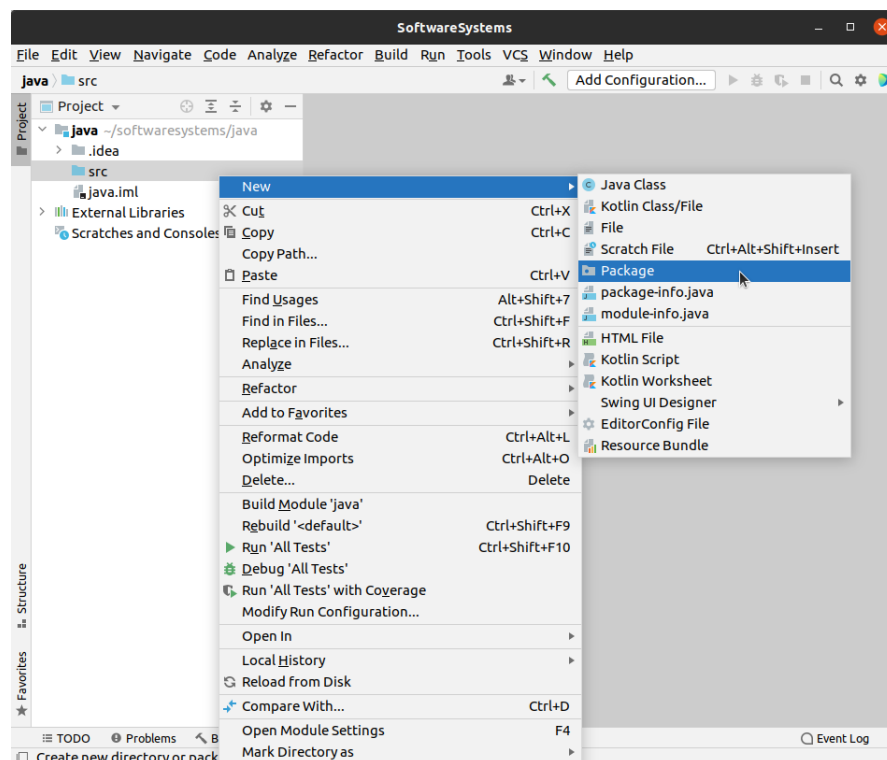 SoftwareSystems
File Edit View Navigate Code Analyze Refactor Build Run Tools VCS Window Help
java src
Add Configuration...
Project
Project
java ~/softwaresystems/java
.idea
src
java.iml
External Libraries
Scratches and Consoles
New
Cut Ctrl+X
Copy Ctrl+C
Copy Path...
Paste Ctrl+V
Find Usages Alt+Shift+7
Find in Files... Ctrl+Shift+F
Replace in Files... Ctrl+Shift+R
Analyze
Refactor
Add to Favorites
Reformat Code Ctrl+Alt+L
Optimize Imports Ctrl+Alt+O
Delete... Delete
Build Module 'java'
Rebuild '<default>' Ctrl+Shift+F9
Run 'All Tests' Ctrl+Shift+F10
Debug 'All Tests'
Run 'All Tests' with Coverage
Modify Run Configuration...
Open In
Local History
Reload from Disk
Compare With... Ctrl+D
Open Module Settings F4
Mark Directory as
Java Class
Kotlin Class/File
File
Scratch File Ctrl+Alt+Shift+Insert
Package
package-info.java
module-info.java
HTML File
Kotlin Script
Kotlin Worksheet
Swing UI Designer
EditorConfig File
Resource Bundle
Structure
Favorites
TODO Problems B
Event Log
Create new directory or pack